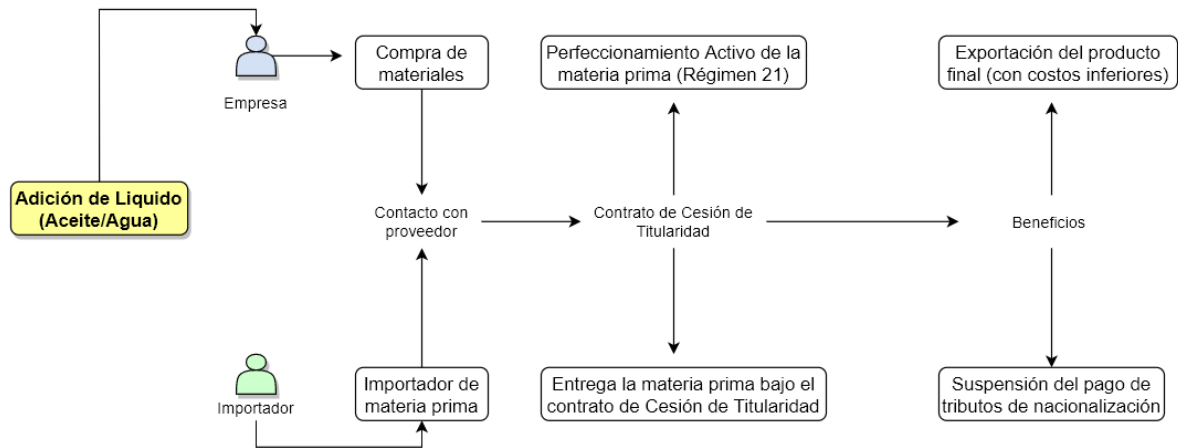 Compra de
materiales
Perfeccionamiento Activo de la
materia prima (Régimen 21)
Exportación del producto
final (con costos inferiores)
Empresa
Adición de Liquido
(Aceite/Agua)
Contacto con
proveedor
Contrato de Cesión de
Titularidad
Beneficios
Importador
Importador de
materia prima
Entrega la materia prima bajo el
contrato de Cesión de Titularidad
Suspensión del pago de
tributos de nacionalización